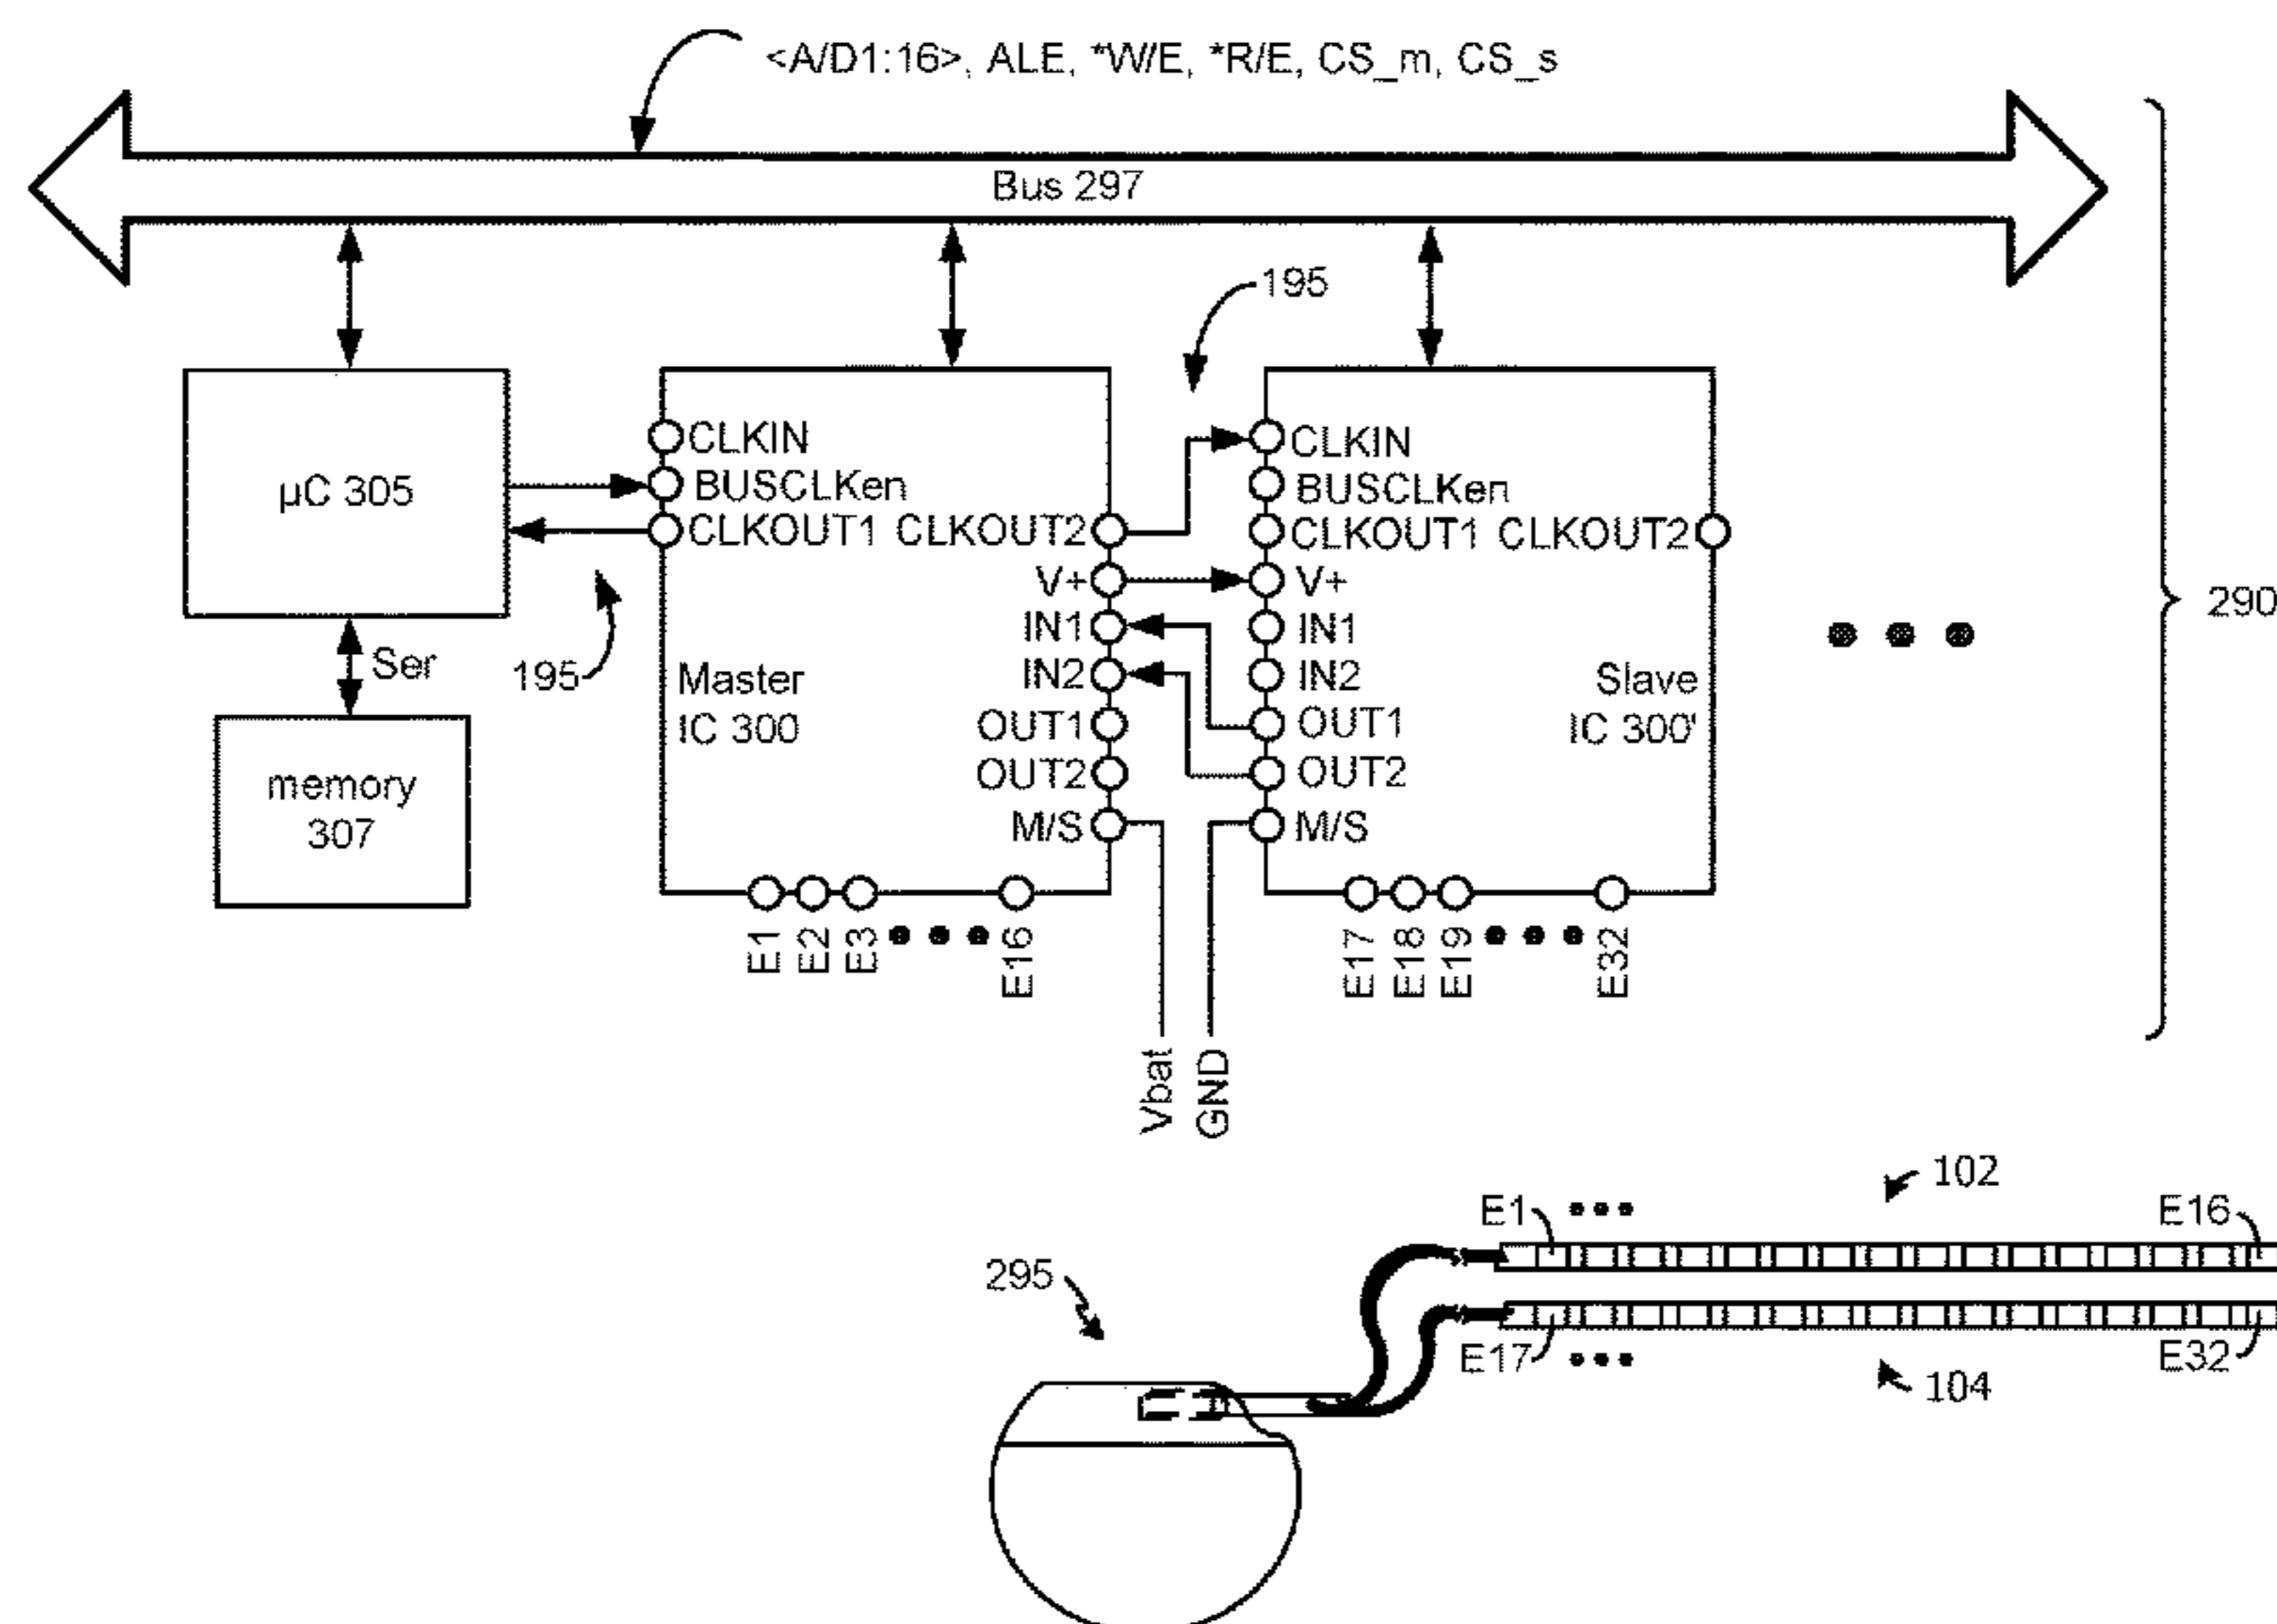 <A/D1:16>, ALE, *W/E, *R/E, CS_m, CS_s
Bus 297
195
CLKIN
BUSCLKen
CLKOUT1 CLKOUT2
V+
IN1
IN2
OUT1
OUT2
M/S
Master
IC 300
µC 305
Ser
195
memory
307
CLKIN
BUSCLKen
CLKOUT1 CLKOUT2
V+
IN1
IN2
OUT1
OUT2
M/S
Slave
IC 300'
290
E1
E2
E3
E16
E17
E18
E19
E32
Vbat
GND
102
E1
E16
295
E17
E32
104